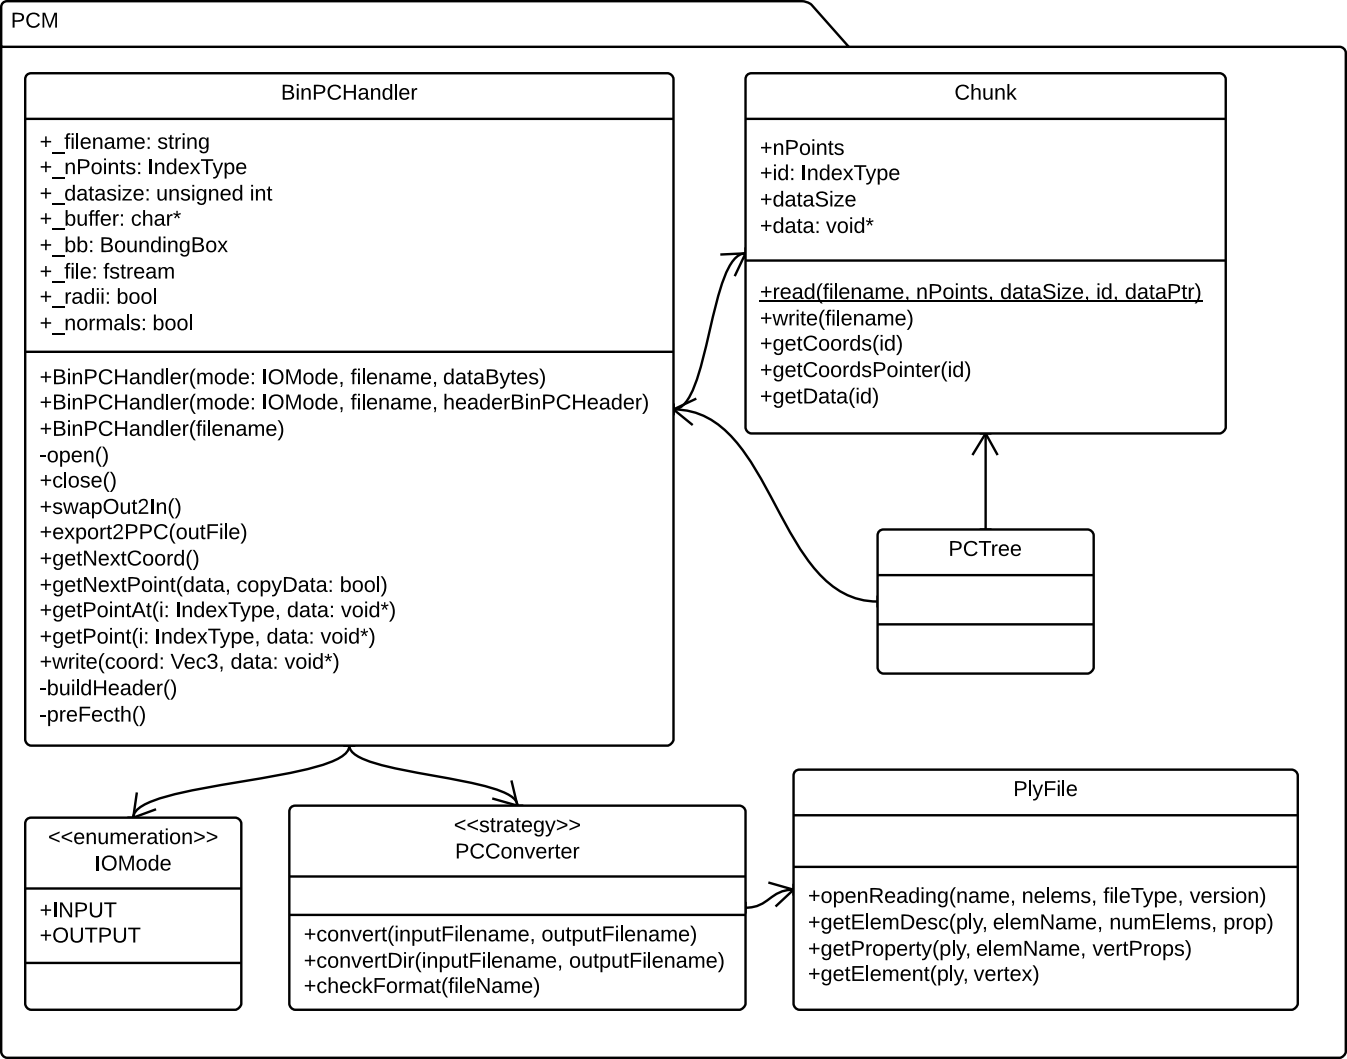 PCM
BinPCHandler
+_filename: string
+_nPoints: IndexType
+_datasize: unsigned int
+_buffer: char*
+_bb: BoundingBox
+_file: fstream
+_radii: bool
+_normals: bool
+BinPCHandler(mode: IOMode, filename, dataBytes)
+BinPCHandler(mode: IOMode, filename, headerBinPCHeader)
+BinPCHandler(filename)
-open()
+close()
+swapOut2In()
+export2PPC(outFile)
+getNextCoord()
+getNextPoint(data, copyData: bool)
+getPointAt(i: IndexType, data: void*)
+getPoint(i: IndexType, data: void*)
+write(coord: Vec3, data: void*)
-buildHeader()
-preFecth()
Chunk
+nPoints
+id: IndexType
+dataSize
+data: void*
+read(filename, nPoints, dataSize, id, dataPtr)
+write(filename)
+getCoords(id)
+getCoordsPointer(id)
+getData(id)
PCTree
<<enumeration>>
IOMode
+INPUT
+OUTPUT
<<strategy>>
PCConverter
+convert(inputFilename, outputFilename)
+convertDir(inputFilename, outputFilename)
+checkFormat(fileName)
PlyFile
+openReading(name, nelems, fileType, version)
+getElemDesc(ply, elemName, numElems, prop)
+getProperty(ply, elemName, vertProps)
+getElement(ply, vertex)